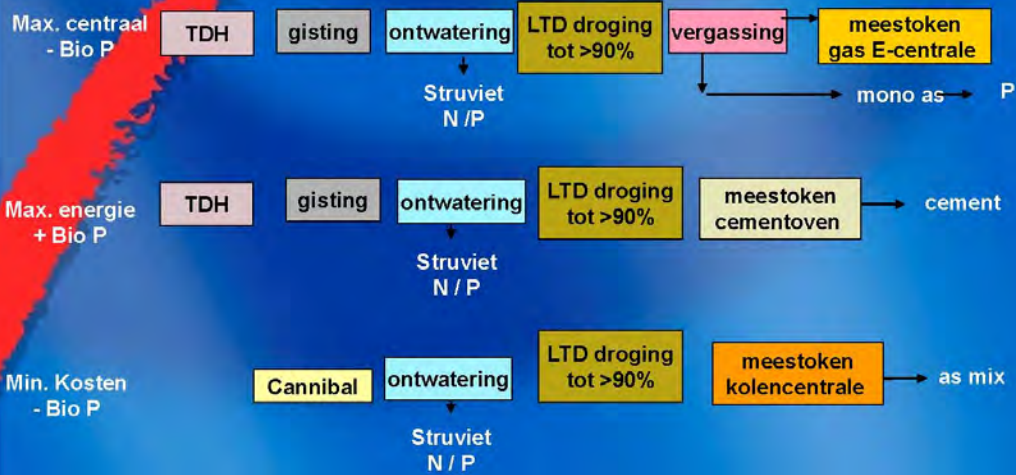 Max. centraal
- Bio P
TDH
gisting
ontwatering
LTD droging
tot >90%
vergassing
meestoken
gas E-centrale
Struviet
N /P
mono as
P
Max. energie
+ Bio P
TDH
gisting
ontwatering
LTD droging
tot >90%
meestoken
cementoven
cement
Struviet
N / P
Min. Kosten
- Bio P
Cannibal
ontwatering
LTD droging
tot >90%
meestoken
kolencentrale
as mix
Struviet
N / P